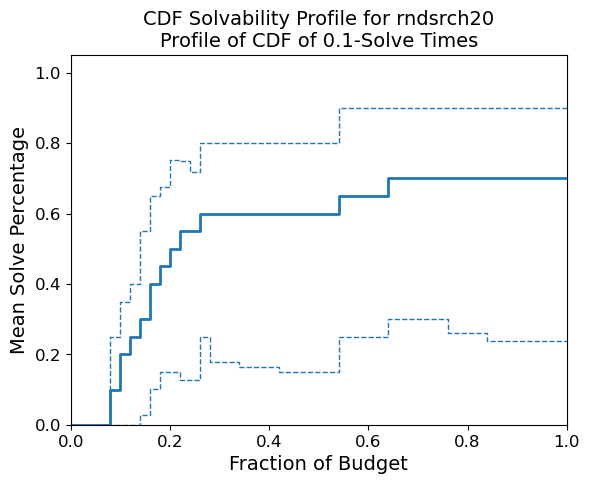 CDF Solvability Profile for rndsrch20
Profile of CDF of 0.1-Solve Times
Mean Solve Percentage
1.0
0.8
0.6
0.4
0.2
0.0
0.0 0.2 0.4 0.6 0.8 1.0
Fraction of Budget